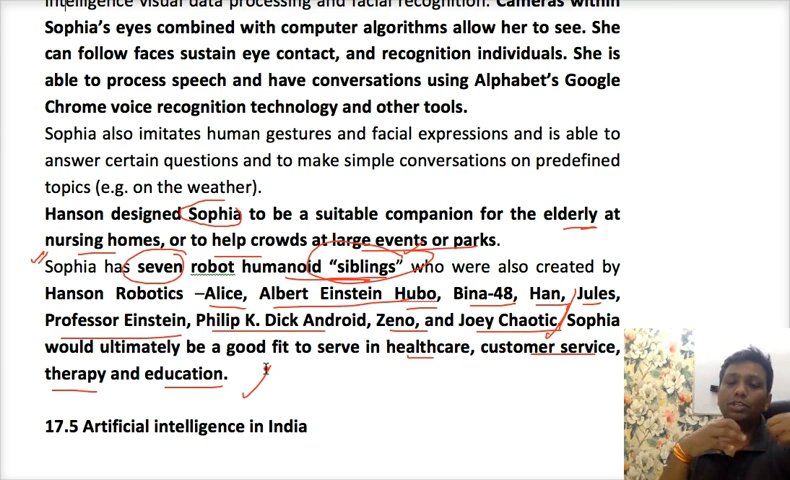 intelligence visual data processing and facial recognition. Cameras within
Sophia's eyes combined with computer algorithms allow her to see. She
can follow faces sustain eye contact, and recognition individuals. She is
able to process speech and have conversations using Alphabet's Google
Chrome voice recognition technology and other tools.
Sophia also imitates human gestures and facial expressions and is able to
answer certain questions and to make simple conversations on predefined
topics (e.g. on the weather).
Hanson designed Sophia to be a suitable companion for the elderly at
nursing homes, or to help crowds at large events or parks.
Sophia has seven robot humanoid “siblings” who were also created by
Hanson Robotics –Alice, Albert Einstein Hubo, Bina-48, Han, Jules,
Professor Einstein, Philip K. Dick Android, Zeno, and Joey Chaotic, Sophia
would ultimately be a good fit to serve in healthcare, customer service,
therapy and education.
17.5 Artificial intelligence in India